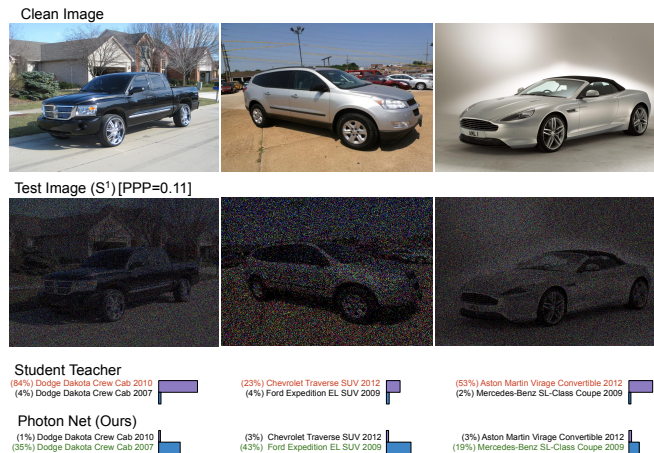 Clean Image
Test Image (S¹) [PPP=0.11]
Student Teacher
(84%) Dodge Dakota Crew Cab 2010
(4%) Dodge Dakota Crew Cab 2007
(23%) Chevrolet Traverse SUV 2012
(4%) Ford Expedition EL SUV 2009
(53%) Aston Martin Virage Convertible 2012
(2%) Mercedes-Benz SL-Class Coupe 2009
Photon Net (Ours)
(1%) Dodge Dakota Crew Cab 2010
(35%) Dodge Dakota Crew Cab 2007
(3%) Chevrolet Traverse SUV 2012
(43%) Ford Expedition EL SUV 2009
(3%) Aston Martin Virage Convertible 2012
(19%) Mercedes-Benz SL-Class Coupe 2009